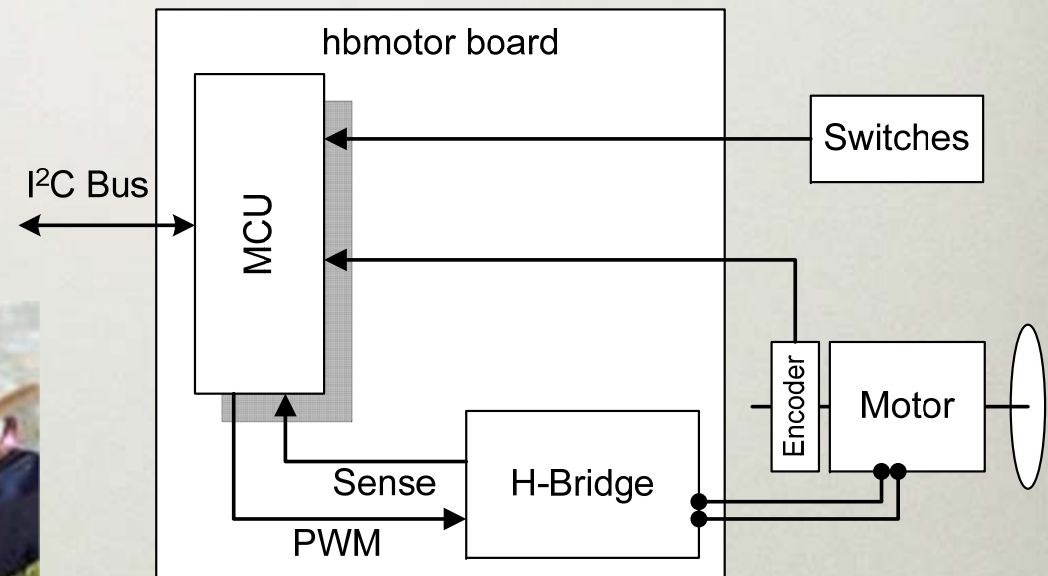 hbmotor board
Switches
I²C Bus
MCU
Encoder
Motor
Sense
H-Bridge
PWM